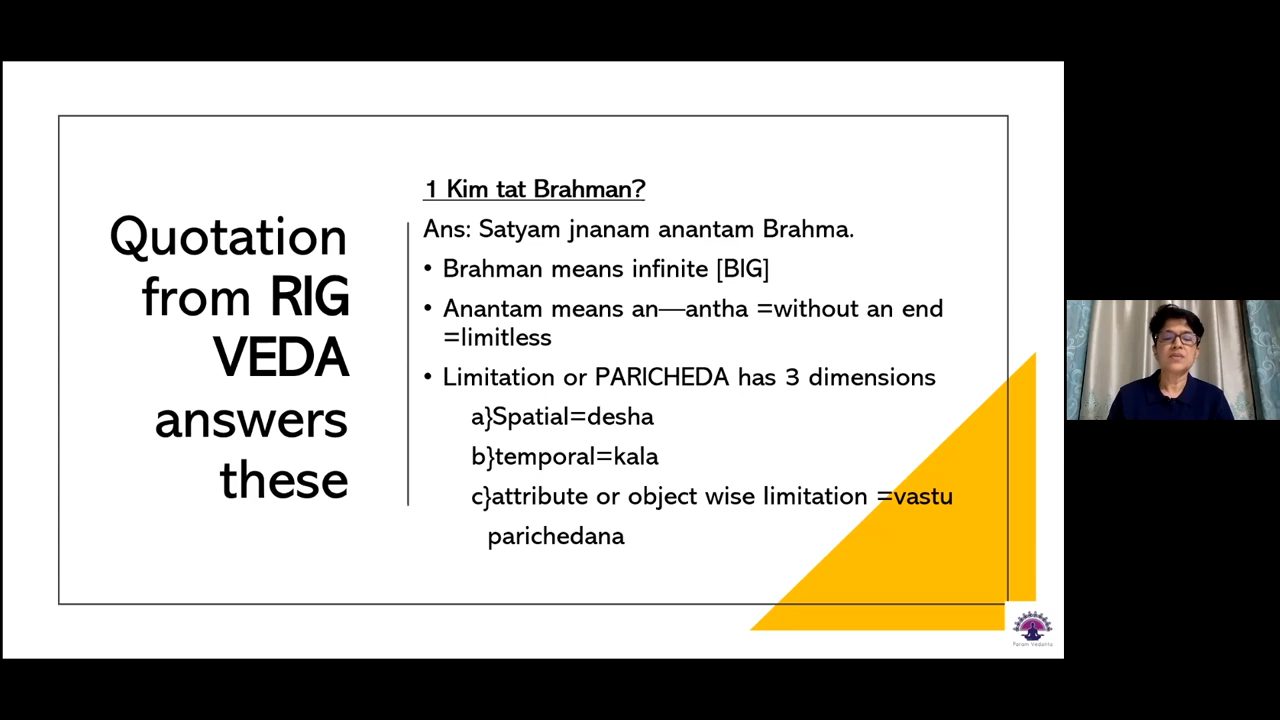 Quotation
from RIG
VEDA
answers
these
1 Kim tat Brahman?
Ans: Satyam jnanam anantam Brahma.
• Brahman means infinite [BIG]
• Anantam means an—antha =without an end
=limitless
• Limitation or PARICHEDA has 3 dimensions
a}Spatial=desha
b}temporal=kala
c}attribute or object wise limitation =vastu
parichedana
Param Vedanta